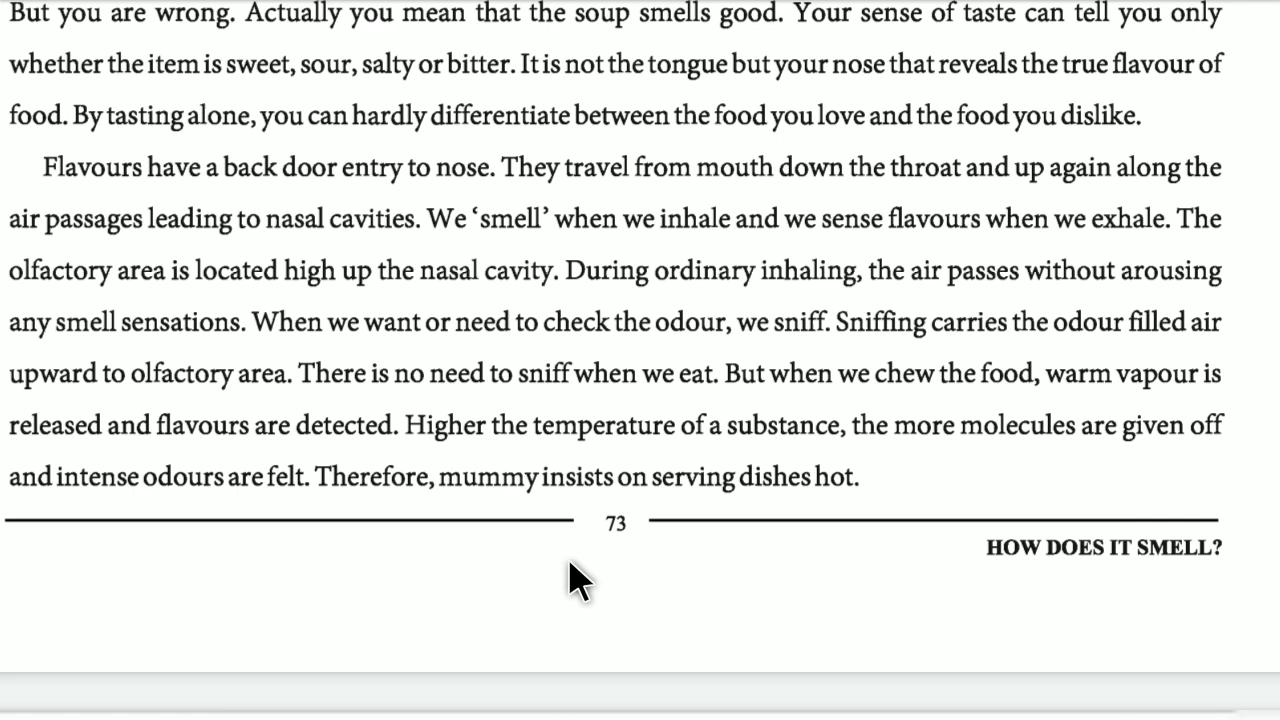 But you are wrong. Actually you mean that the soup smells good. Your sense of taste can tell you only
whether the item is sweet, sour, salty or bitter. It is not the tongue but your nose that reveals the true flavour of
food. By tasting alone, you can hardly differentiate between the food you love and the food you dislike.
Flavours have a back door entry to nose. They travel from mouth down the throat and up again along the
air passages leading to nasal cavities. We ‘smell’ when we inhale and we sense flavours when we exhale. The
olfactory area is located high up the nasal cavity. During ordinary inhaling, the air passes without arousing
any smell sensations. When we want or need to check the odour, we sniff. Sniffing carries the odour filled air
upward to olfactory area. There is no need to sniff when we eat. But when we chew the food, warm vapour is
released and flavours are detected. Higher the temperature of a substance, the more molecules are given off
and intense odours are felt. Therefore, mummy insists on serving dishes hot.
73
HOW DOES IT SMELL?